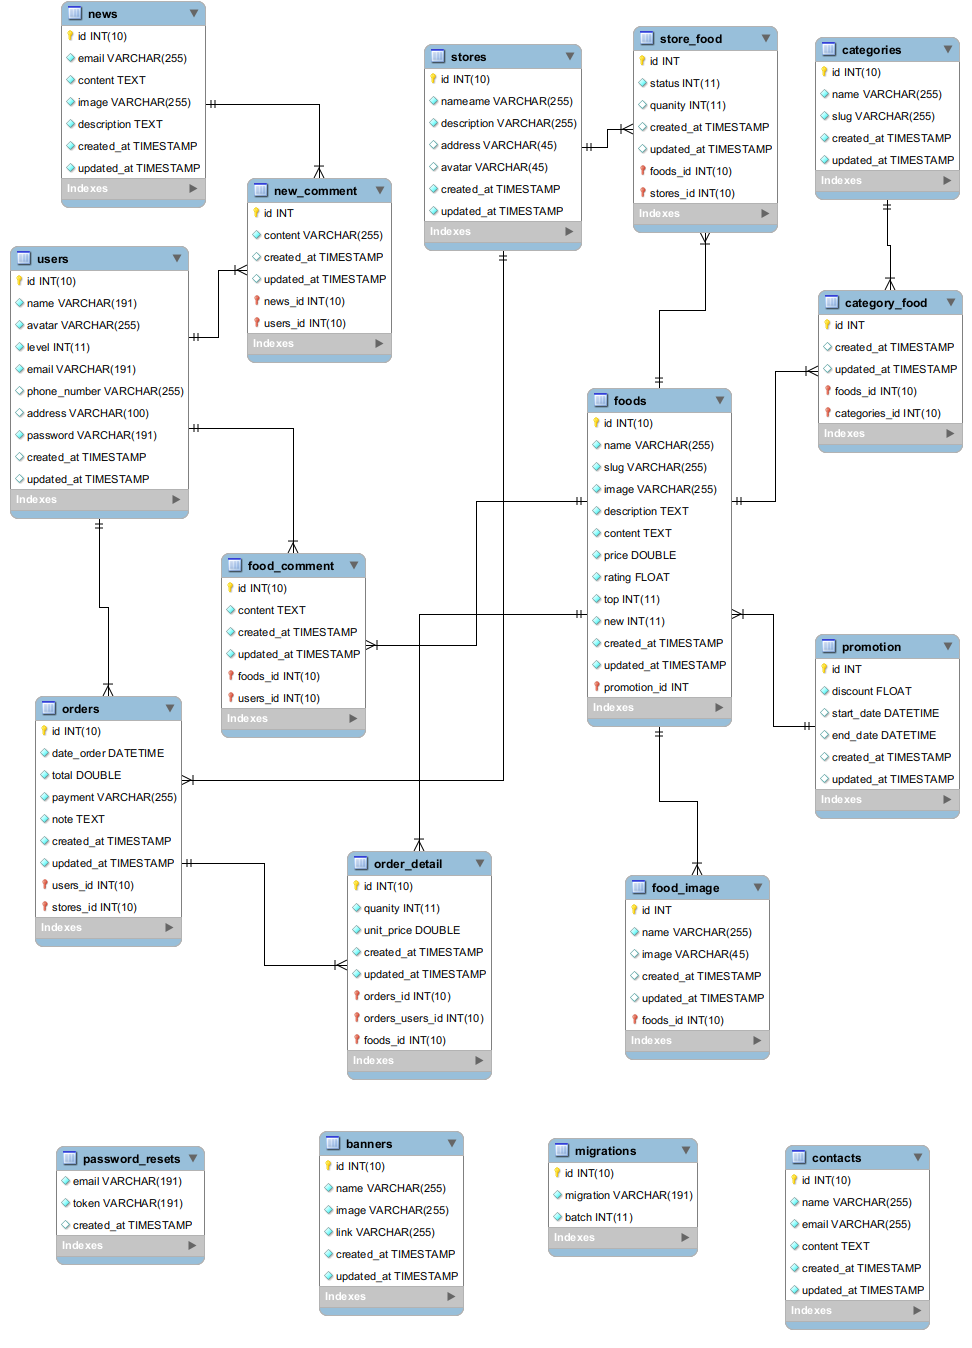 news
id INT(10)
email VARCHAR(255)
content TEXT
image VARCHAR(255)
description TEXT
created_at TIMESTAMP
updated_at TIMESTAMP
Indexes
stores
id INT(10)
nameame VARCHAR(255)
description VARCHAR(255)
address VARCHAR(45)
avatar VARCHAR(45)
created_at TIMESTAMP
updated_at TIMESTAMP
Indexes
store_food
id INT
status INT(11)
quanity INT(11)
created_at TIMESTAMP
updated_at TIMESTAMP
foods_id INT(10)
stores_id INT(10)
Indexes
categories
id INT(10)
name VARCHAR(255)
slug VARCHAR(255)
created_at TIMESTAMP
updated_at TIMESTAMP
Indexes
new_comment
id INT
content VARCHAR(255)
created_at TIMESTAMP
updated_at TIMESTAMP
news_id INT(10)
users_id INT(10)
Indexes
users
id INT(10)
name VARCHAR(191)
avatar VARCHAR(255)
level INT(11)
email VARCHAR(191)
phone_number VARCHAR(255)
address VARCHAR(100)
password VARCHAR(191)
created_at TIMESTAMP
updated_at TIMESTAMP
Indexes
category_food
id INT
created_at TIMESTAMP
updated_at TIMESTAMP
foods_id INT(10)
categories_id INT(10)
Indexes
foods
id INT(10)
name VARCHAR(255)
slug VARCHAR(255)
image VARCHAR(255)
description TEXT
content TEXT
price DOUBLE
rating FLOAT
top INT(11)
new INT(11)
created_at TIMESTAMP
updated_at TIMESTAMP
promotion_id INT
Indexes
food_comment
id INT(10)
content TEXT
created_at TIMESTAMP
updated_at TIMESTAMP
foods_id INT(10)
users_id INT(10)
Indexes
promotion
id INT
discount FLOAT
start_date DATETIME
end_date DATETIME
created_at TIMESTAMP
updated_at TIMESTAMP
Indexes
orders
id INT(10)
date_order DATETIME
total DOUBLE
payment VARCHAR(255)
note TEXT
created_at TIMESTAMP
updated_at TIMESTAMP
users_id INT(10)
stores_id INT(10)
Indexes
order_detail
id INT(10)
quanity INT(11)
unit_price DOUBLE
created_at TIMESTAMP
updated_at TIMESTAMP
orders_id INT(10)
orders_users_id INT(10)
foods_id INT(10)
Indexes
food_image
id INT
name VARCHAR(255)
image VARCHAR(45)
created_at TIMESTAMP
updated_at TIMESTAMP
foods_id INT(10)
Indexes
password_resets
email VARCHAR(191)
token VARCHAR(191)
created_at TIMESTAMP
Indexes
banners
id INT(10)
name VARCHAR(255)
image VARCHAR(255)
link VARCHAR(255)
created_at TIMESTAMP
updated_at TIMESTAMP
Indexes
migrations
id INT(10)
migration VARCHAR(191)
batch INT(11)
Indexes
contacts
id INT(10)
name VARCHAR(255)
email VARCHAR(255)
content TEXT
created_at TIMESTAMP
updated_at TIMESTAMP
Indexes